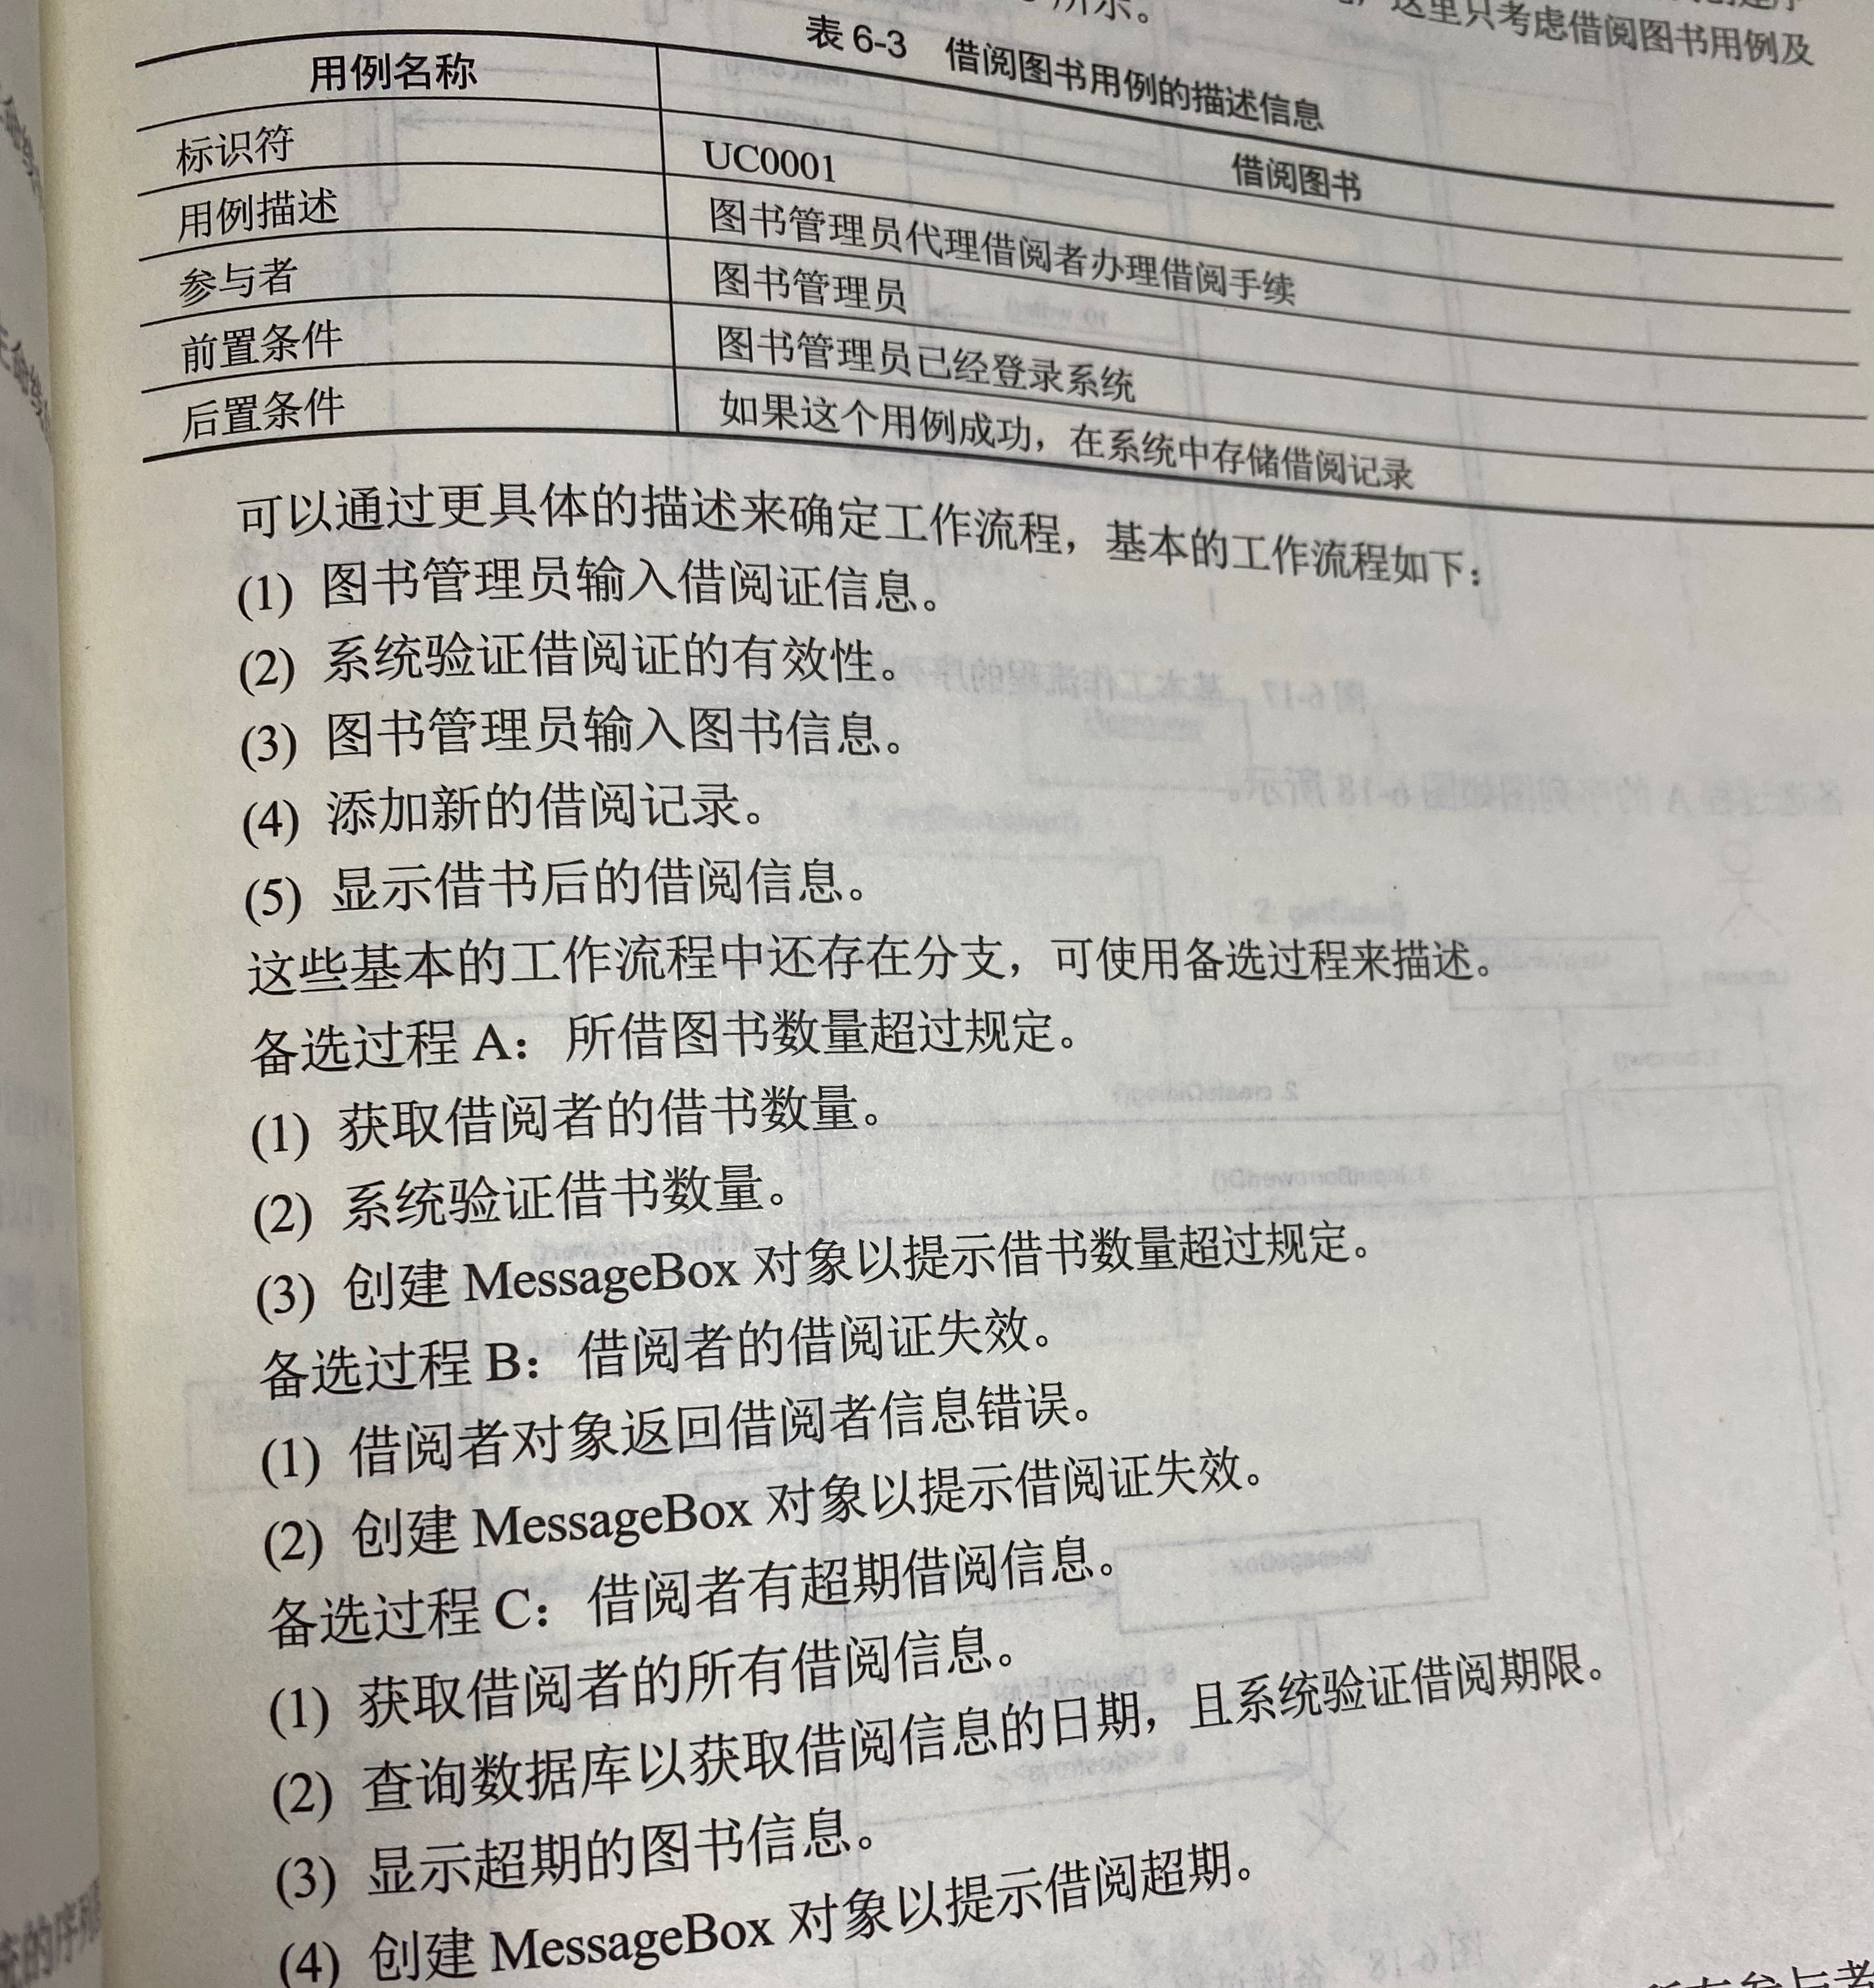 所示。
这里只考虑借阅图书用例及
表 6-3 借阅图书用例的描述信息
用例名称 借阅图书
标识符 UC0001
用例描述 图书管理员代理借阅者办理借阅手续
参与者 图书管理员
前置条件 图书管理员已经登录系统
后置条件 如果这个用例成功，在系统中存储借阅记录
可以通过更具体的描述来确定工作流程，基本的工作流程如下：
(1) 图书管理员输入借阅证信息。
(2) 系统验证借阅证的有效性。
(3) 图书管理员输入图书信息。
(4) 添加新的借阅记录。
(5) 显示借书后的借阅信息。
这些基本的工作流程中还存在分支，可使用备选过程来描述。
备选过程 A：所借图书数量超过规定。
(1) 获取借阅者的借书数量。
(2) 系统验证借书数量。
(3) 创建 MessageBox 对象以提示借书数量超过规定。
备选过程 B：借阅者的借阅证失效。
(1) 借阅者对象返回借阅者信息错误。
(2) 创建 MessageBox 对象以提示借阅证失效。
备选过程 C：借阅者有超期借阅信息。
(1) 获取借阅者的所有借阅信息。
(2) 查询数据库以获取借阅信息的日期，且系统验证借阅期限。
(3) 显示超期的图书信息。
(4) 创建 MessageBox 对象以提示借阅超期。